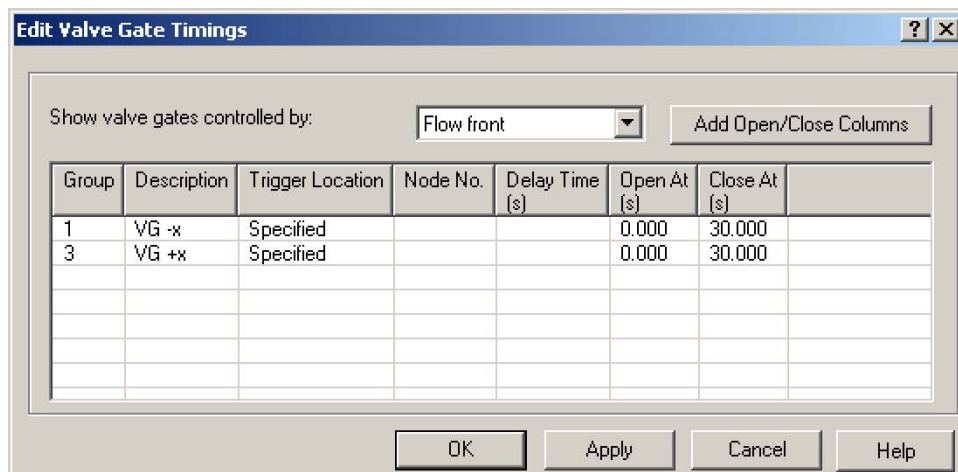 Edit Valve Gate Timings
Show valve gates controlled by: Flow front Add Open/Close Columns
Group Description Trigger Location Node No. Delay Time (s) Open At (s) Close At (s)
1 VG -x Specified 0.000 30.000
3 VG +x Specified 0.000 30.000
OK Apply Cancel Help